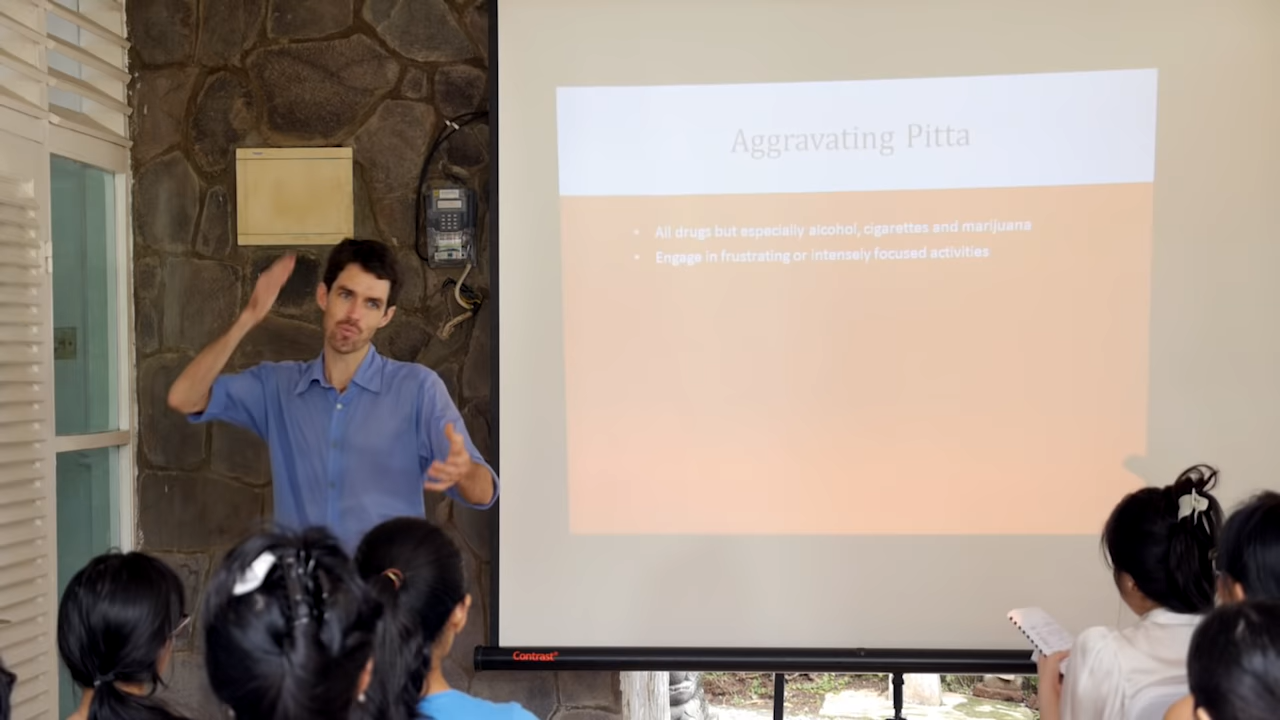 Aggravating Pitta
• All drugs but especially alcohol, cigarettes and marijuana
• Engage in frustrating or intensely focused activities
Contrast